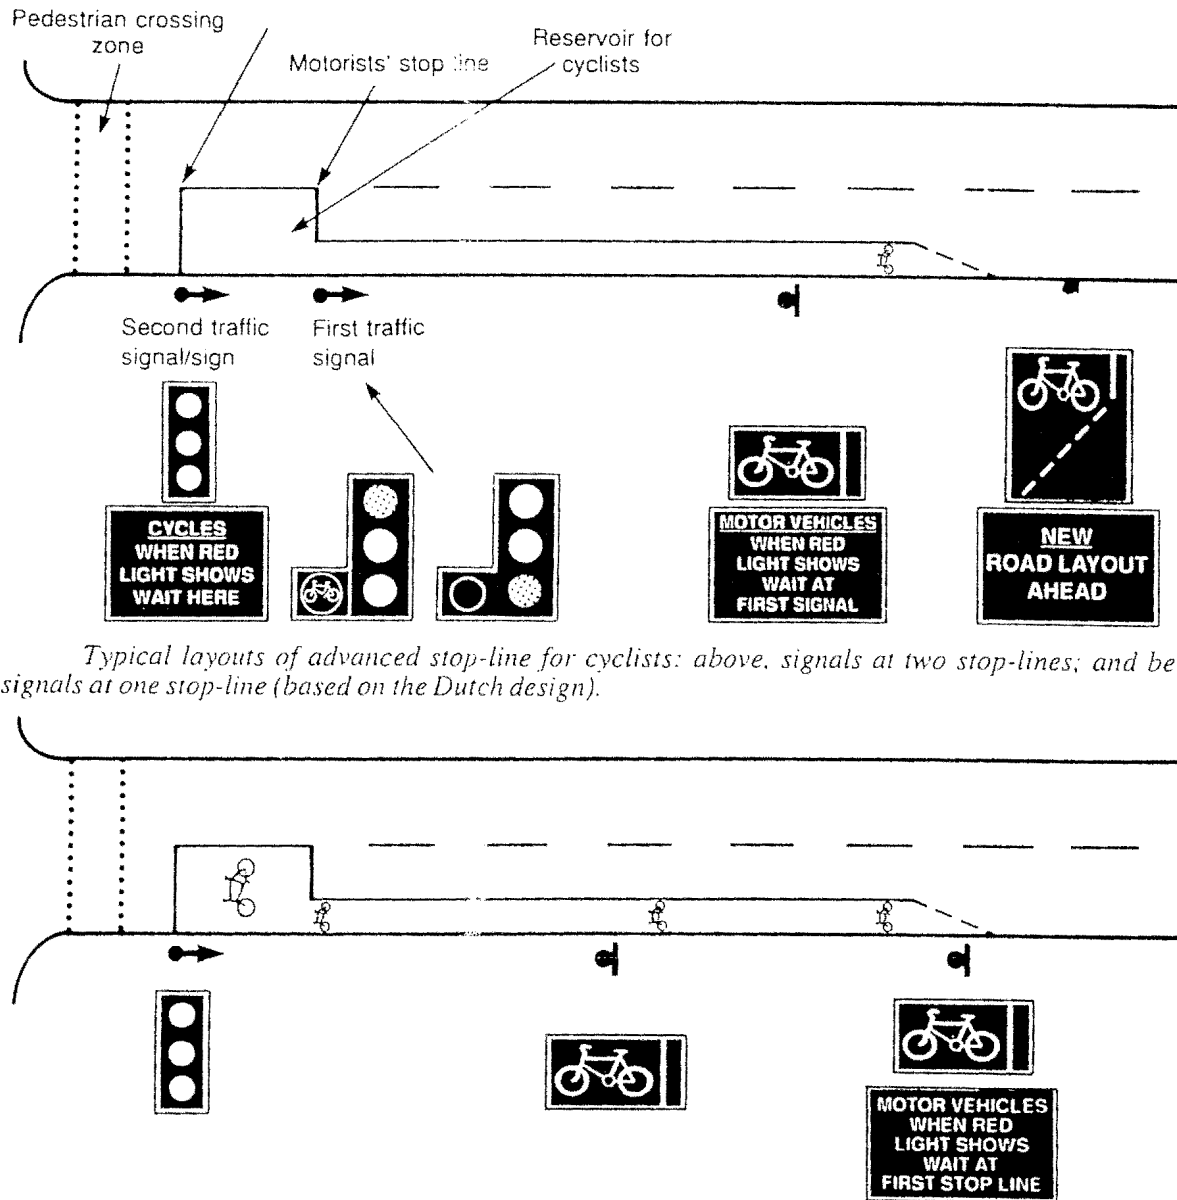 Pedestrian crossing
zone
Motorists' stop line
Reservoir for
cyclists
Second traffic
signal/sign
First traffic
signal
CYCLES
WHEN RED
LIGHT SHOWS
WAIT HERE
MOTOR VEHICLES
WHEN RED
LIGHT SHOWS
WAIT AT
FIRST SIGNAL
NEW
ROAD LAYOUT
AHEAD
Typical layouts of advanced stop-line for cyclists: above, signals at two stop-lines; and be
signals at one stop-line (based on the Dutch design).
MOTOR VEHICLES
WHEN RED
LIGHT SHOWS
WAIT AT
FIRST STOP LINE